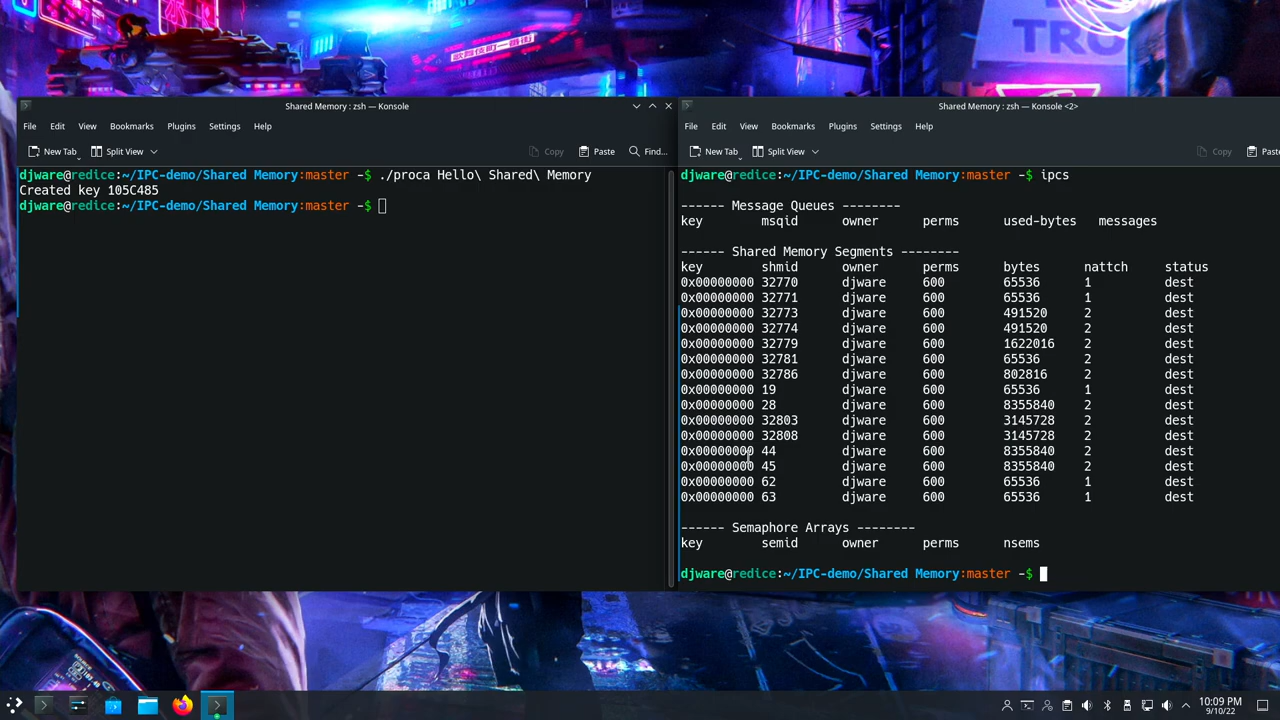 TRO
Shared Memory : zsh — Konsole
File Edit View Bookmarks Plugins Settings Help
New Tab Split View Copy Paste Find...
djware@redice:~/IPC-demo/Shared Memory:master ~$ ./proca Hello\ Shared\ Memory
Created key 105C485
djware@redice:~/IPC-demo/Shared Memory:master ~$
Shared Memory : zsh — Konsole <2>
File Edit View Bookmarks Plugins Settings Help
New Tab Split View Copy Paste
djware@redice:~/IPC-demo/Shared Memory:master ~$ ipcs
------ Message Queues --------
key msqid owner perms used-bytes messages
------ Shared Memory Segments --------
key shmid owner perms bytes nattch status
0x00000000 32770 djware 600 65536 1 dest
0x00000000 32771 djware 600 65536 1 dest
0x00000000 32773 djware 600 491520 2 dest
0x00000000 32774 djware 600 491520 2 dest
0x00000000 32779 djware 600 1622016 2 dest
0x00000000 32781 djware 600 65536 2 dest
0x00000000 32786 djware 600 802816 2 dest
0x00000000 19 djware 600 65536 1 dest
0x00000000 28 djware 600 8355840 2 dest
0x00000000 32803 djware 600 3145728 2 dest
0x00000000 32808 djware 600 3145728 2 dest
0x00000000 44 djware 600 8355840 2 dest
0x00000000 45 djware 600 8355840 2 dest
0x00000000 62 djware 600 65536 1 dest
0x00000000 63 djware 600 65536 1 dest
------ Semaphore Arrays --------
key semid owner perms nsems
djware@redice:~/IPC-demo/Shared Memory:master ~$
10:09 PM
9/10/22